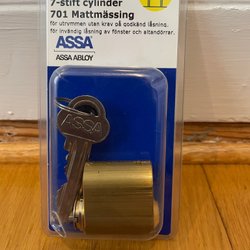 7-stift cylinder
701 Mattmässing
för utrymmen utan krav på godkänd låsning.
för invändig låsning av fönster och altandörrar.
ASSA
ASSA ABLOY
ASSA